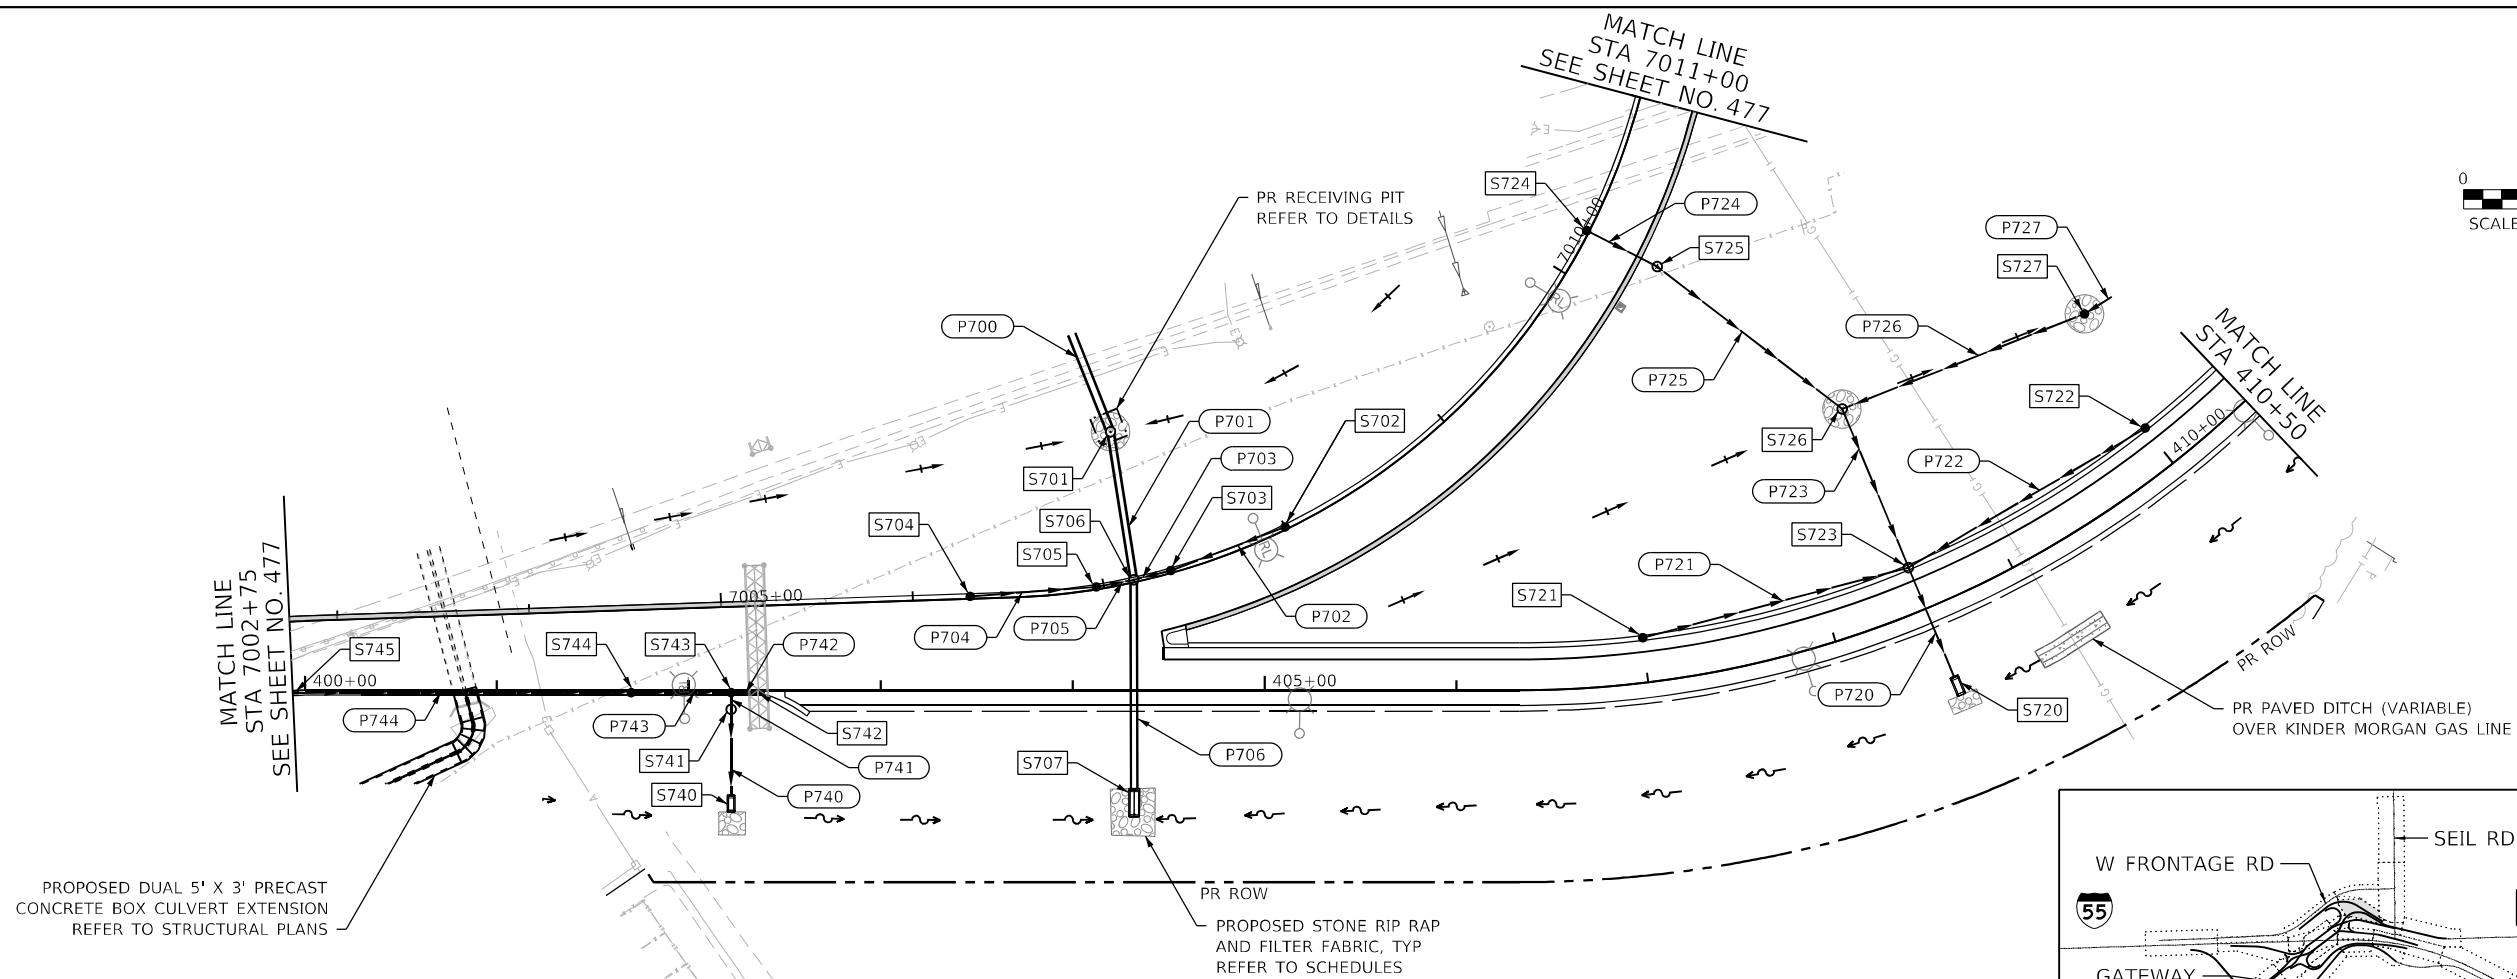 MATCH LINE
STA 7011+00
SEE SHEET NO. 477
0
SCALE
PR RECEIVING PIT
REFER TO DETAILS
S724
P724
S725
7010+00
P727
S727
P700
P725
P726
S722
MATCH LINE
STA 410+50
410+00
P701
S702
P703
S726
P722
S701
S703
P723
S704
S706
S723
S705
P721
S721
MATCH LINE
STA 7002+75
SEE SHEET NO. 477
7005+00
P704
P705
P702
S745
S744
S743
P742
400+00
405+00
PR ROW
P744
P743
S742
P720
S720
PR PAVED DITCH (VARIABLE)
OVER KINDER MORGAN GAS LINE
S741
P741
P706
S707
S740
P740
PROPOSED DUAL 5' X 3' PRECAST
CONCRETE BOX CULVERT EXTENSION
REFER TO STRUCTURAL PLANS
PR ROW
PROPOSED STONE RIP RAP
AND FILTER FABRIC, TYP
REFER TO SCHEDULES
SEIL RD
W FRONTAGE RD
55
GATEWAY